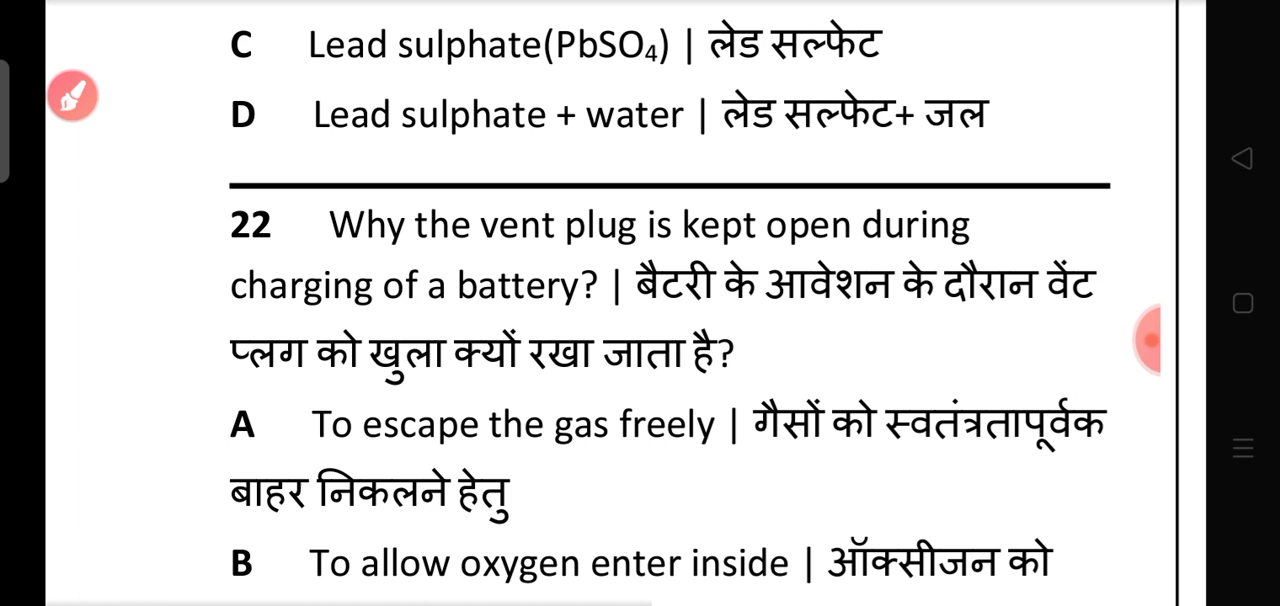 C Lead sulphate(PbSO₄) | लेड सल्फेट
D Lead sulphate + water | लेड सल्फेट+ जल
22 Why the vent plug is kept open during
charging of a battery? | बैटरी के आवेशन के दौरान वेंट
प्लग को खुला क्यों रखा जाता है?
A To escape the gas freely | गैसों को स्वतंत्रतापूर्वक
बाहर निकलने हेतु
B To allow oxygen enter inside | ऑक्सीजन को